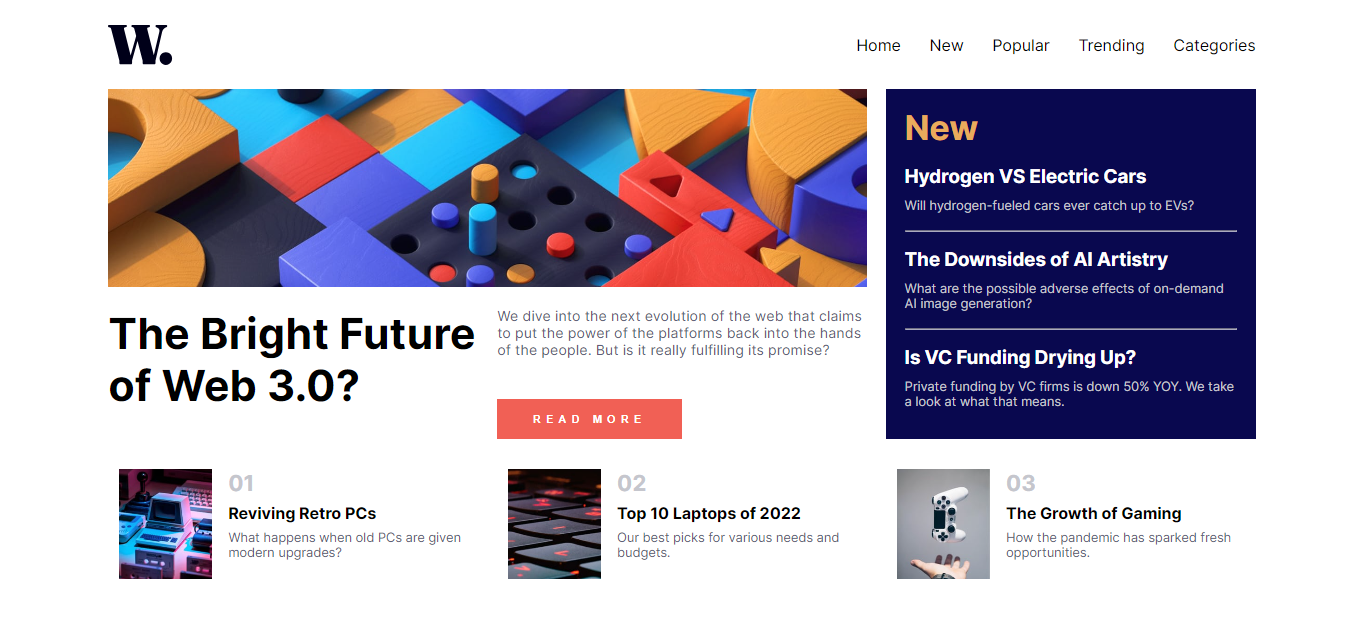 W.
Home New Popular Trending Categories
The Bright Future
of Web 3.0?
We dive into the next evolution of the web that claims
to put the power of the platforms back into the hands
of the people. But is it really fulfilling its promise?
READ MORE
New
Hydrogen VS Electric Cars
Will hydrogen-fueled cars ever catch up to EVs?
The Downsides of AI Artistry
What are the possible adverse effects of on-demand
AI image generation?
Is VC Funding Drying Up?
Private funding by VC firms is down 50% YOY. We take
a look at what that means.
01
Reviving Retro PCs
What happens when old PCs are given
modern upgrades?
02
Top 10 Laptops of 2022
Our best picks for various needs and
budgets.
03
The Growth of Gaming
How the pandemic has sparked fresh
opportunities.